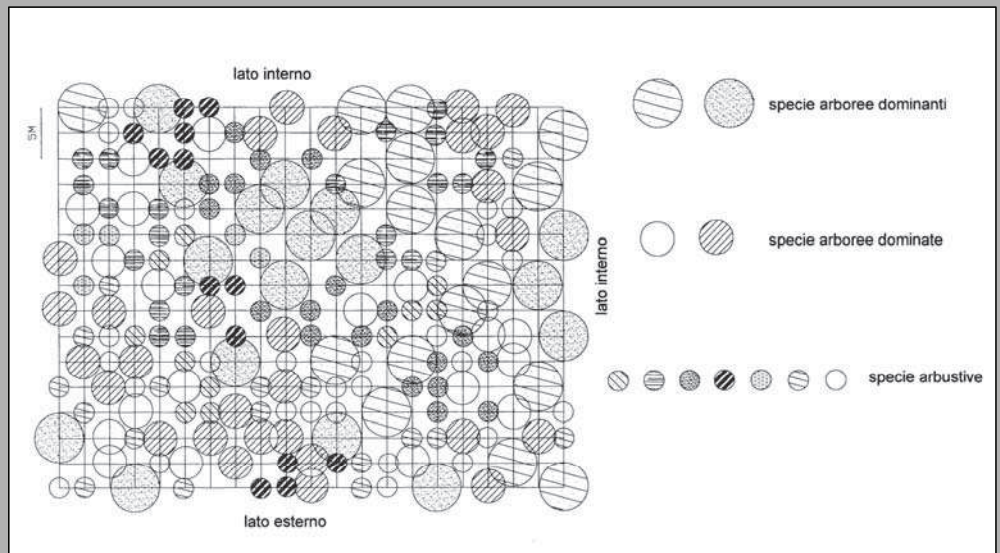 lato interno
5M
specie arboree dominanti
specie arboree dominate
lato interno
specie arbustive
lato esterno